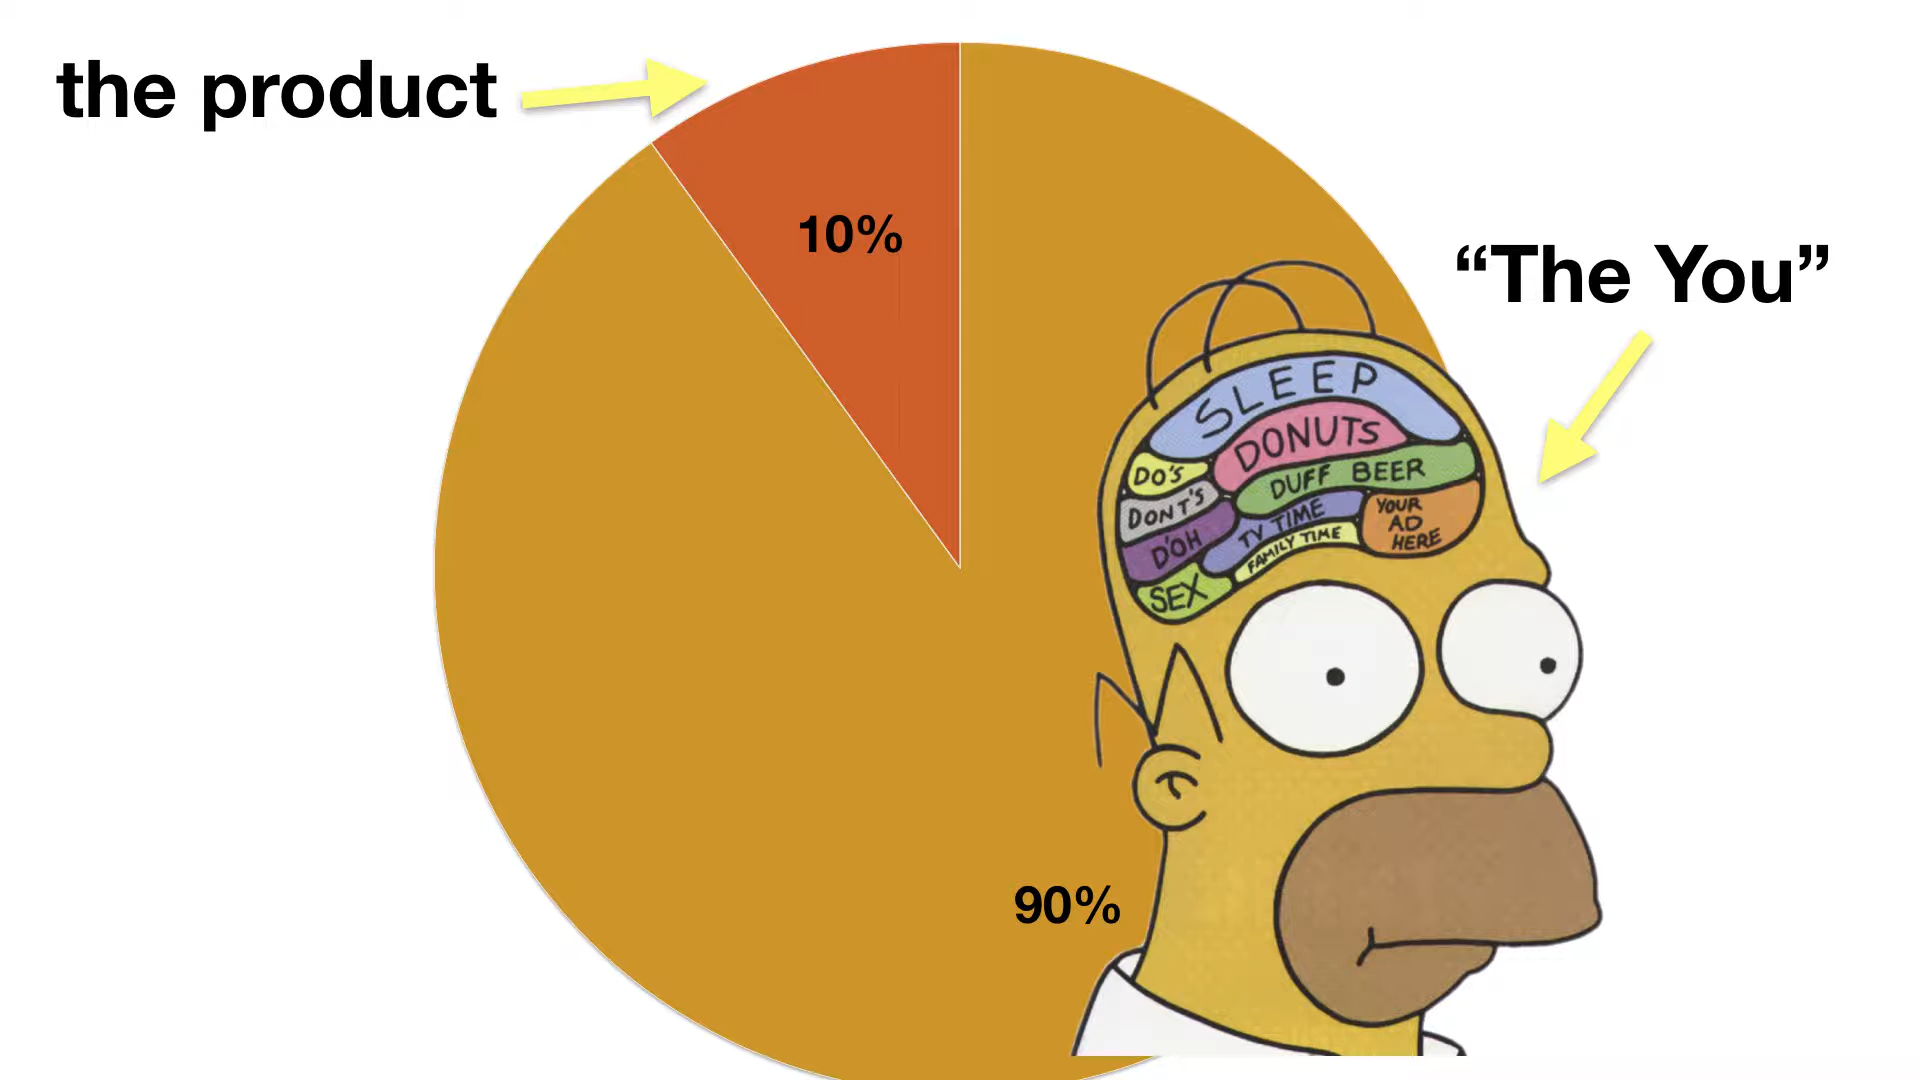 the product
10%
“The You”
SLEEP
DONUTS
DO'S
DUFF BEER
DONT'S
TV TIME
YOUR
AD
HERE
D'OH
FAMILY TIME
SEX
90%